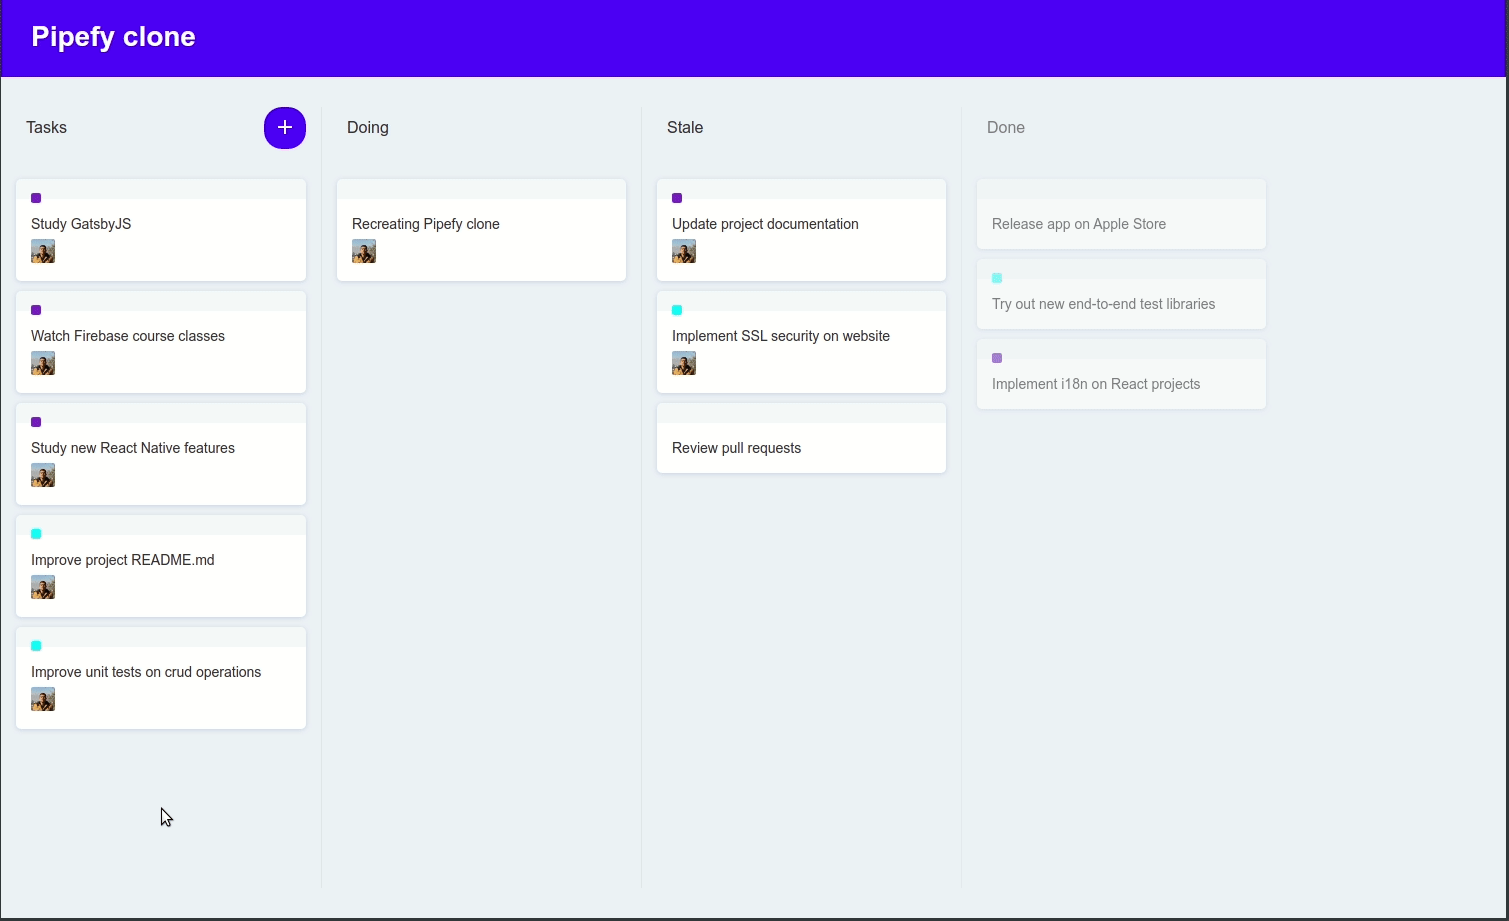 Pipefy clone
Tasks
Study GatsbyJS
Watch Firebase course classes
Study new React Native features
Improve project README.md
Improve unit tests on crud operations
Doing
Recreating Pipefy clone
Stale
Update project documentation
Implement SSL security on website
Review pull requests
Done
Release app on Apple Store
Try out new end-to-end test libraries
Implement i18n on React projects